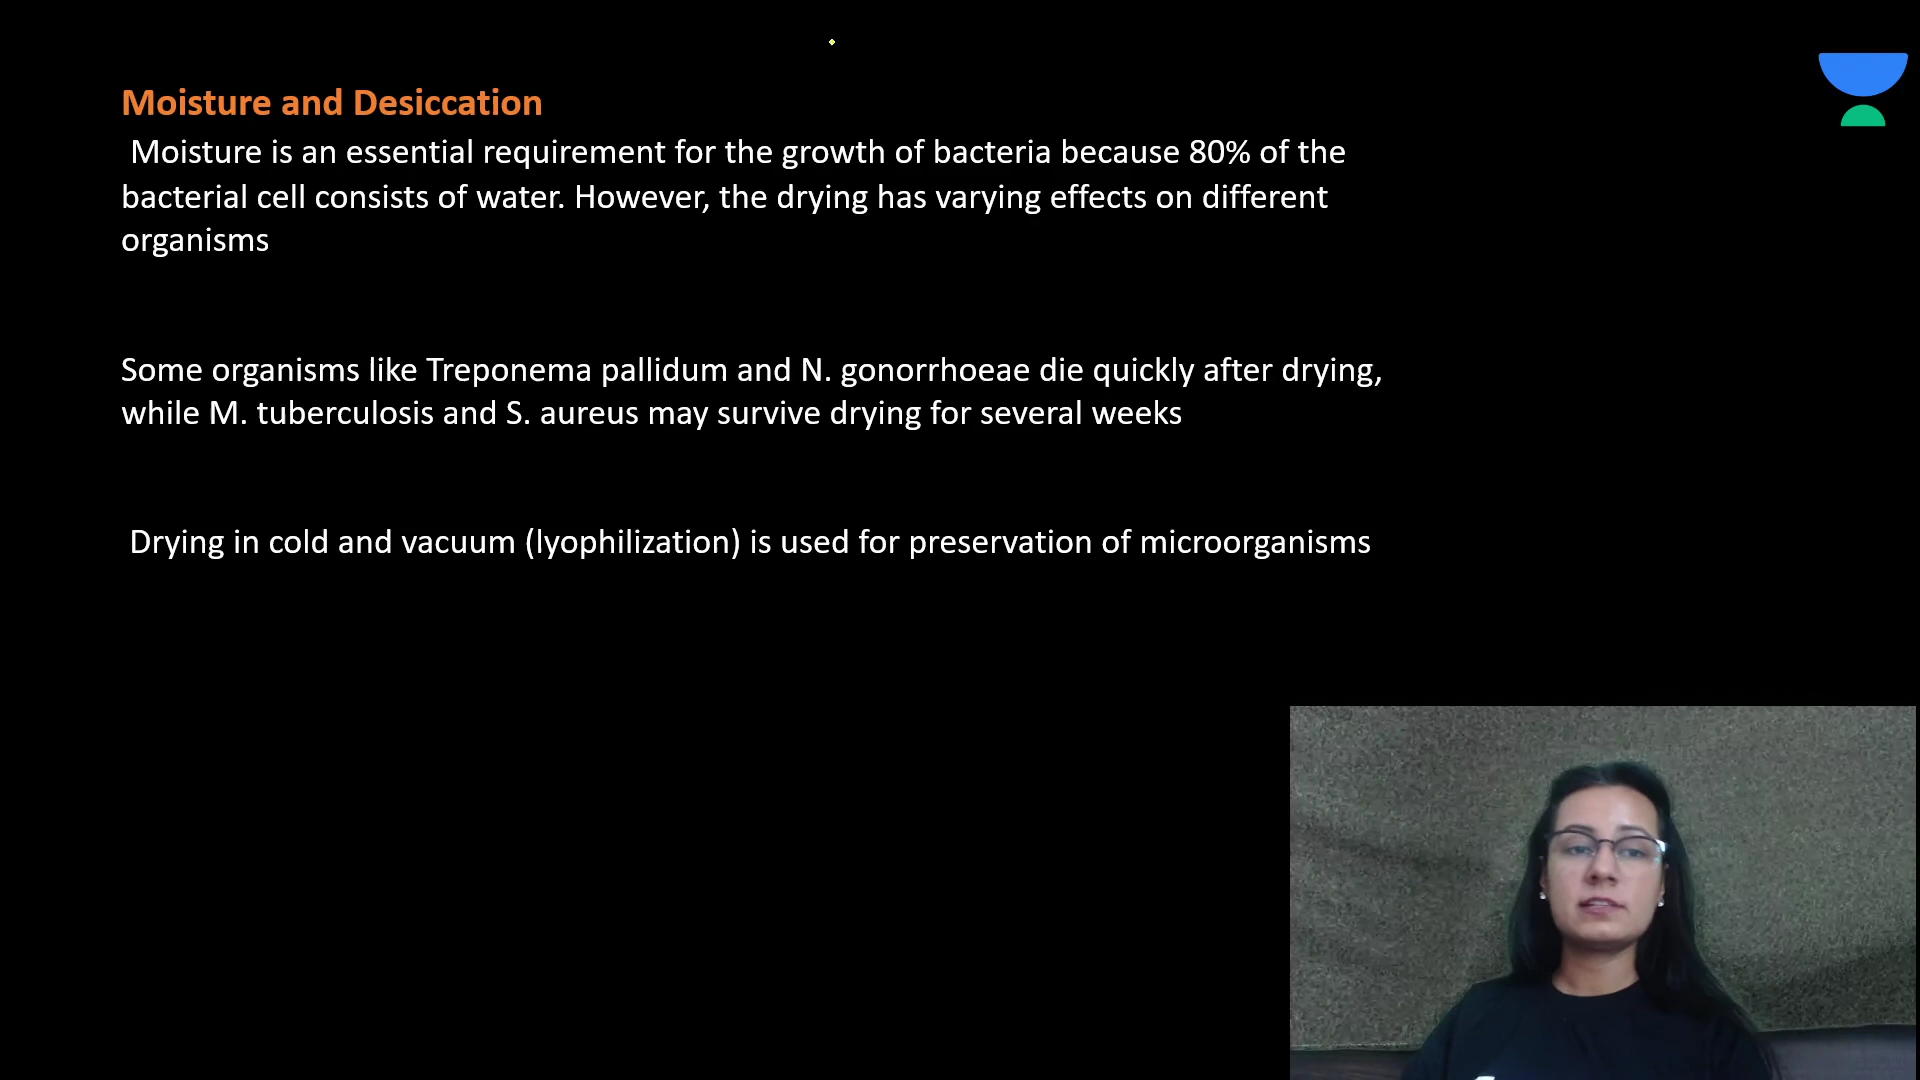 Moisture and Desiccation
Moisture is an essential requirement for the growth of bacteria because 80% of the
bacterial cell consists of water. However, the drying has varying effects on different
organisms
Some organisms like Treponema pallidum and N. gonorrhoeae die quickly after drying,
while M. tuberculosis and S. aureus may survive drying for several weeks
Drying in cold and vacuum (lyophilization) is used for preservation of microorganisms